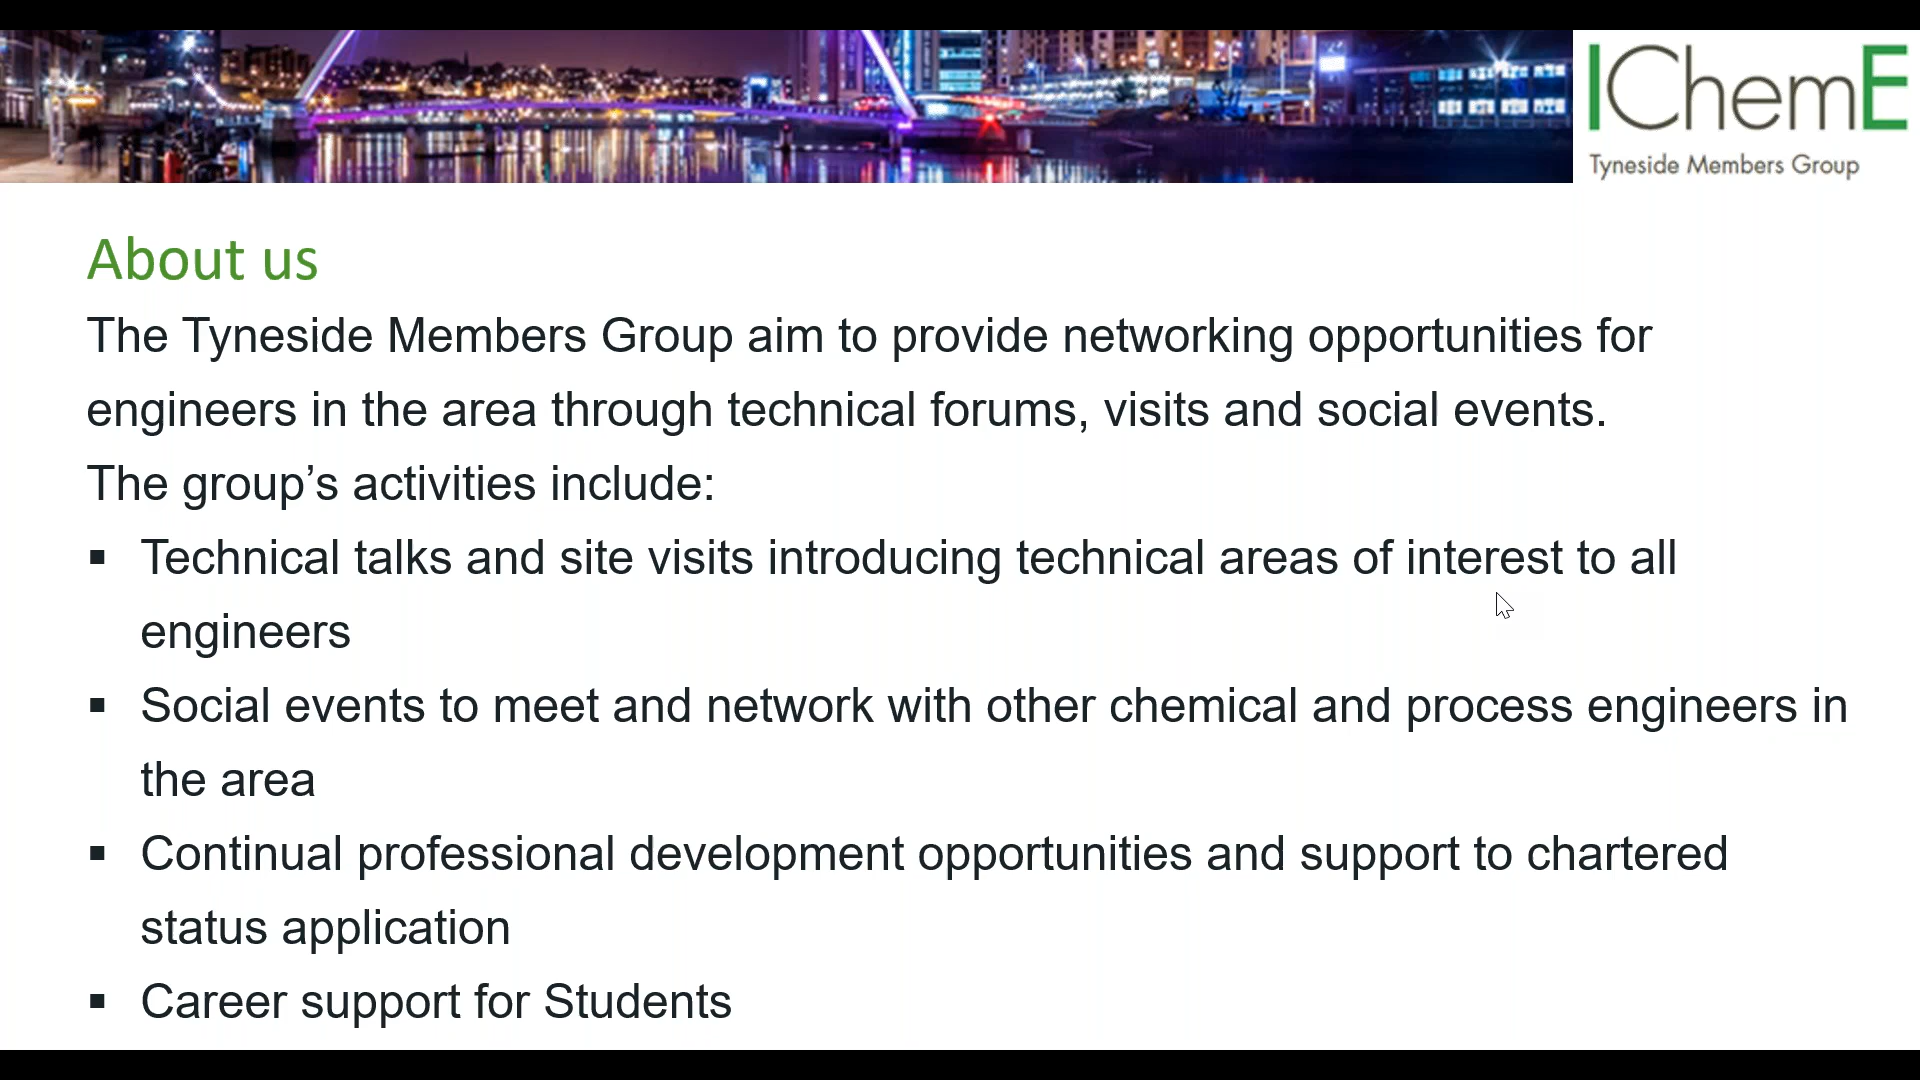 IChemE
Tyneside Members Group
About us
The Tyneside Members Group aim to provide networking opportunities for
engineers in the area through technical forums, visits and social events.
The group’s activities include:
▪ Technical talks and site visits introducing technical areas of interest to all
engineers
▪ Social events to meet and network with other chemical and process engineers in
the area
▪ Continual professional development opportunities and support to chartered
status application
▪ Career support for Students